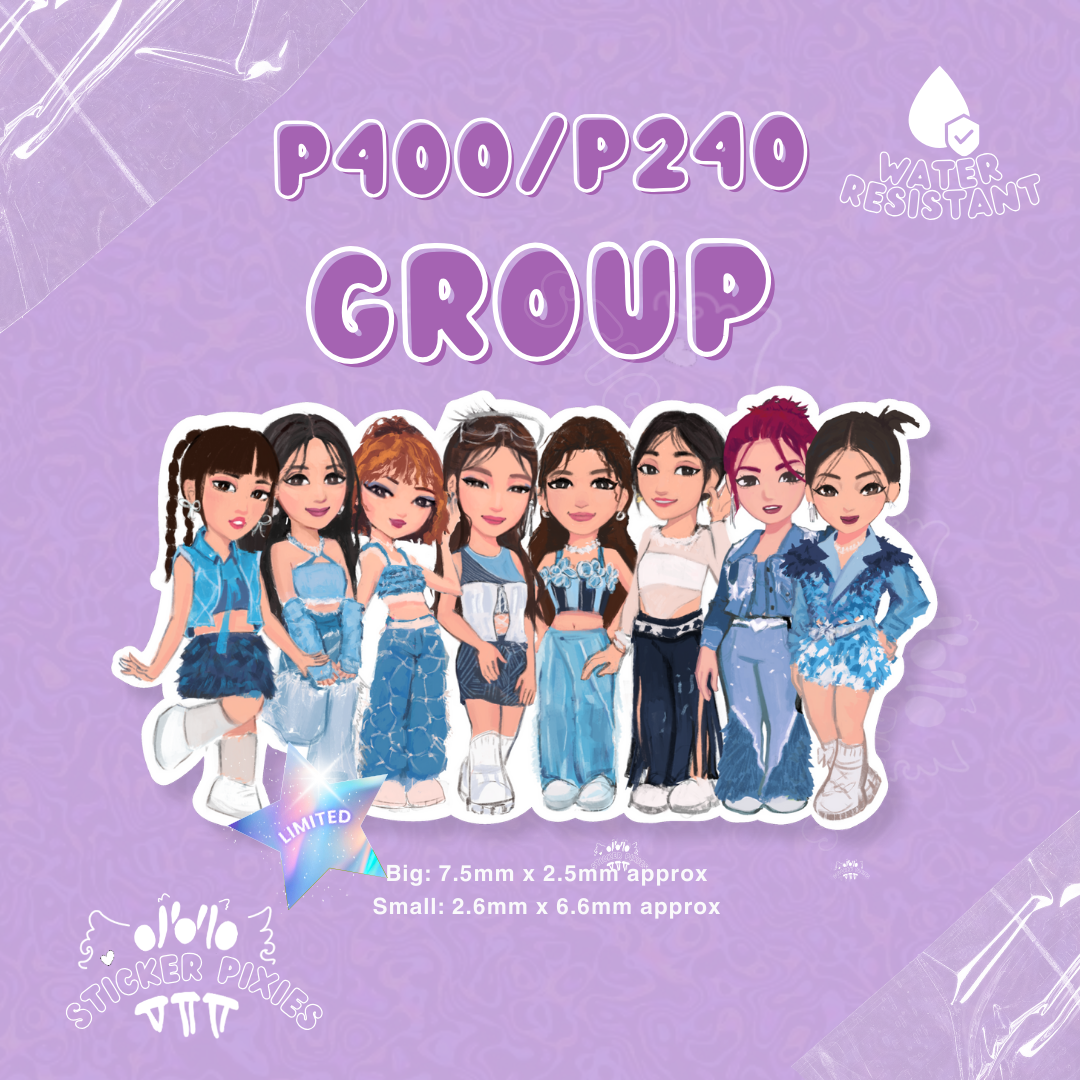 P400/P240
WATER
RESISTANT
GROUP
LIMITED
Big: 7.5mm x 2.5mm approx
Small: 2.6mm x 6.6mm approx
STICKER PIXIES